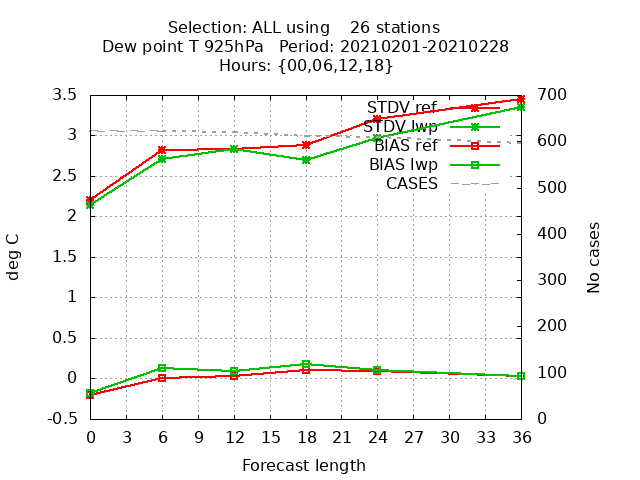 Selection: ALL using    26 stations
Dew point T 925hPa   Period: 20210201-20210228
Hours: {00,06,12,18}
3.5
3
2.5
2
1.5
1
0.5
0
-0.5
deg C
700
600
500
400
300
200
100
0
No cases
STDV ref
STDV lwp
BIAS ref
BIAS lwp
CASES
0 3 6 9 12 15 18 21 24 27 30 33 36
Forecast length